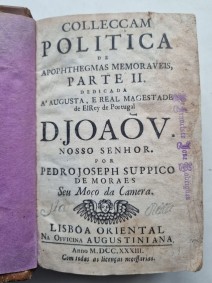 COLLECCAM
POLITICA
DE
APOPHTHEGMAS MEMORAVEIS,
PARTE II.
DEDICADA
A' AUGUSTA, E REAL MAGESTADE
de ElRey de Portugal
D.JOAÕV.
NOSSO SENHOR.
POR
PEDRO JOSEPH SUPPICO
DE MORAES
Seu Moço da Camera.
LISBOA ORIENTAL
NA OFFICINA AUGUSTINIANA.
Anno M.DCC.XXXIII.
Com todas as licenças necessarias.